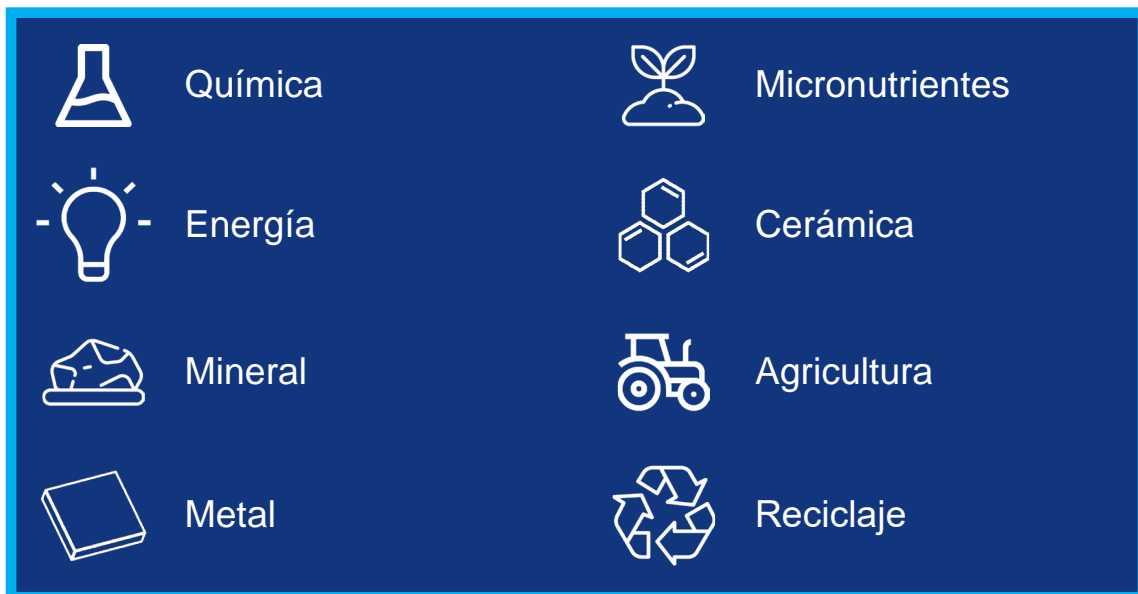 Química
Energía
Mineral
Metal
Micronutrientes
Cerámica
Agricultura
Reciclaje